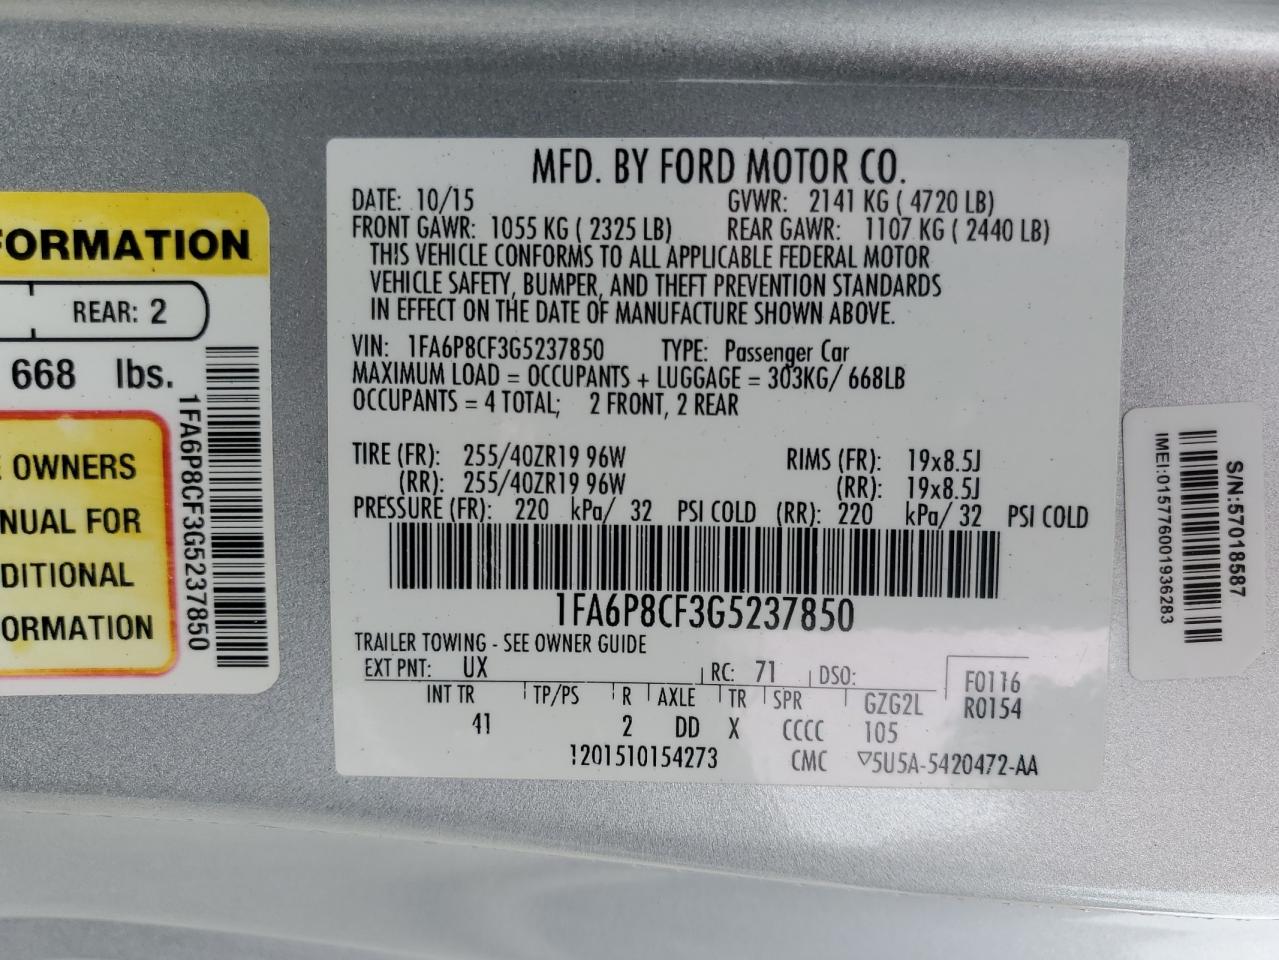 FORMATION
REAR: 2
668 lbs.
E OWNERS
NUAL FOR
DITIONAL
ORMATION
1FA6P8CF3G5237850
MFD. BY FORD MOTOR CO.
DATE: 10/15 GVWR: 2141 KG ( 4720 LB)
FRONT GAWR: 1055 KG ( 2325 LB) REAR GAWR: 1107 KG ( 2440 LB)
THIS VEHICLE CONFORMS TO ALL APPLICABLE FEDERAL MOTOR
VEHICLE SAFETY, BUMPER, AND THEFT PREVENTION STANDARDS
IN EFFECT ON THE DATE OF MANUFACTURE SHOWN ABOVE.
VIN: 1FA6P8CF3G5237850 TYPE: Passenger Car
MAXIMUM LOAD = OCCUPANTS + LUGGAGE = 303KG/ 668LB
OCCUPANTS = 4 TOTAL; 2 FRONT, 2 REAR
TIRE (FR): 255/40ZR19 96W RIMS (FR): 19x8.5J
(RR): 255/40ZR19 96W (RR): 19x8.5J
PRESSURE (FR): 220 kPa/ 32 PSI COLD (RR): 220 kPa/ 32 PSI COLD
1FA6P8CF3G5237850
TRAILER TOWING - SEE OWNER GUIDE
EXT PNT: UX RC: 71 DSO: F0116
INT TR TP/PS R AXLE TR SPR GZG2L R0154
41 2 DD X CCCC 105
1201510154273 CMC ▽5U5A-5420472-AA
IMEI:015776001936283
S/N:57018587